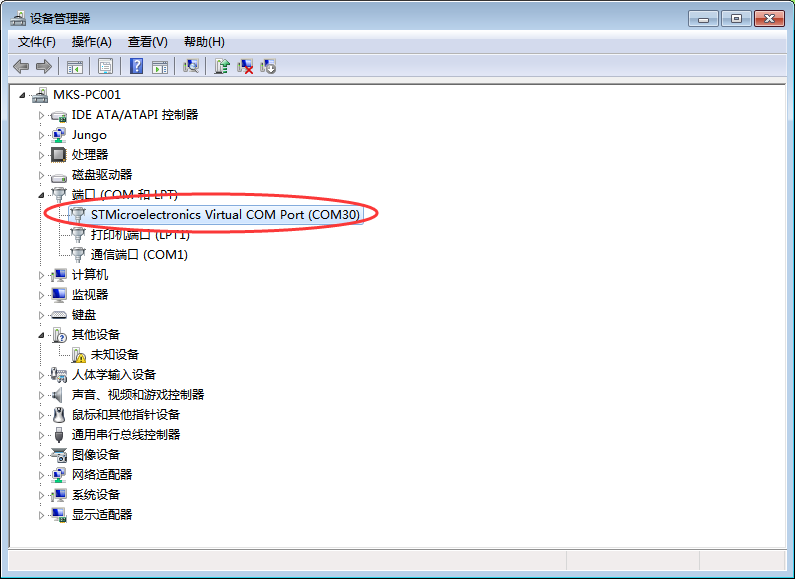 设备管理器
文件(F) 操作(A) 查看(V) 帮助(H)
MKS-PC001
IDE ATA/ATAPI 控制器
Jungo
处理器
磁盘驱动器
端口 (COM 和 LPT)
STMicroelectronics Virtual COM Port (COM30)
打印机端口 (LPT1)
通信端口 (COM1)
计算机
监视器
键盘
其他设备
未知设备
人体学输入设备
声音、视频和游戏控制器
鼠标和其他指针设备
通用串行总线控制器
图像设备
网络适配器
系统设备
显示适配器